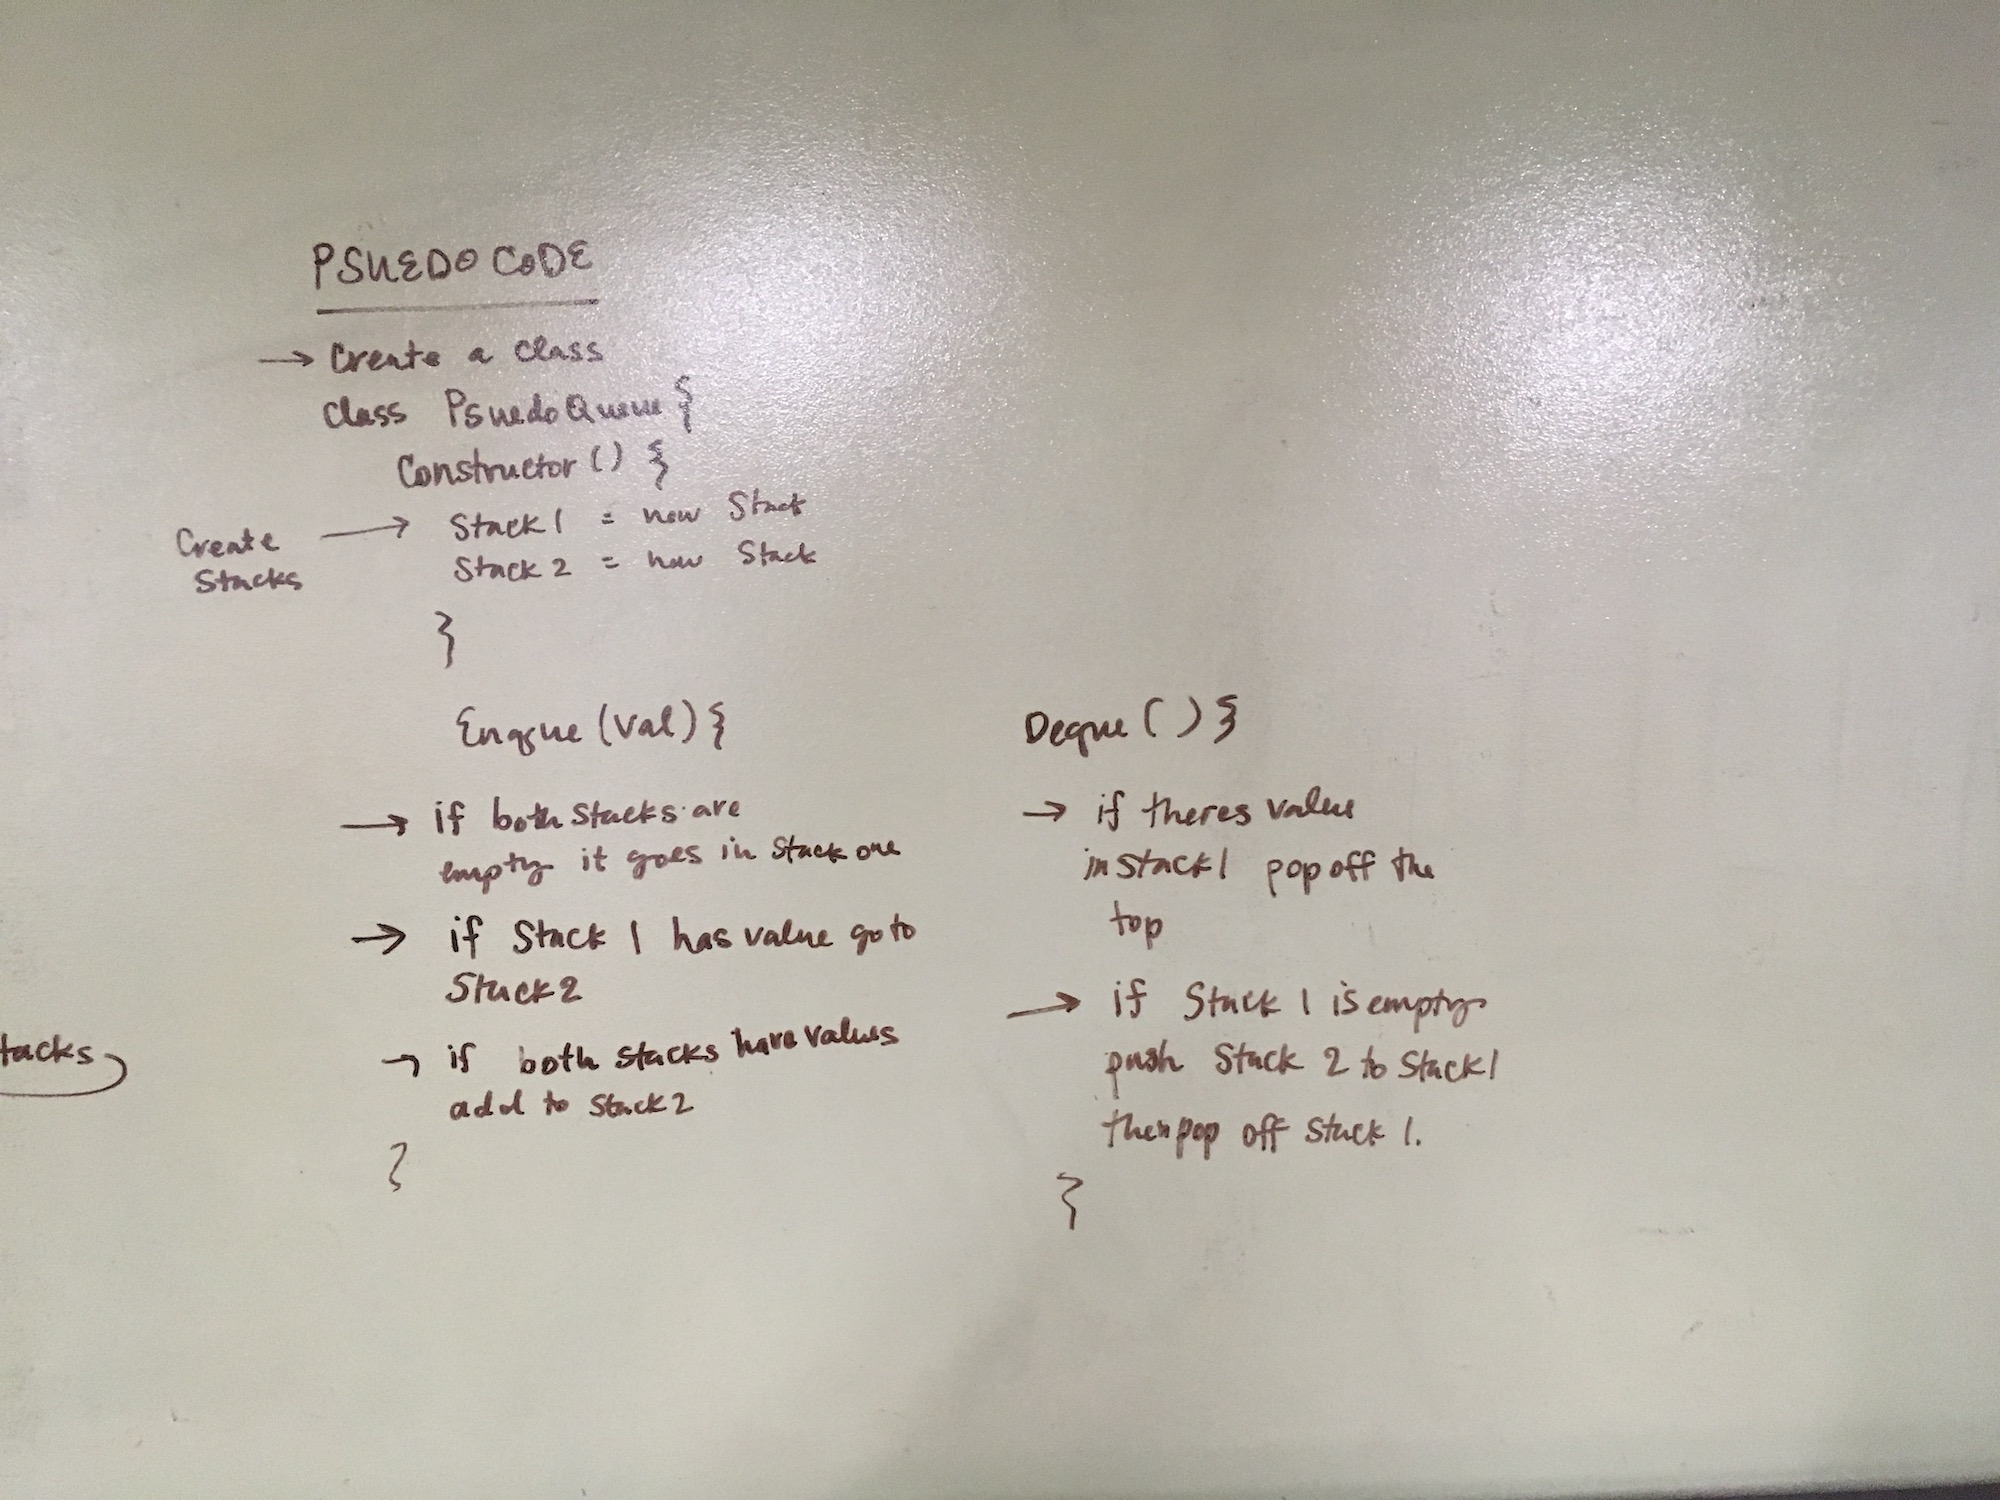 PSUEDO CODE
→ Create a class
class PsuedoQueue {
Constructor () {
Create
Stacks
→ Stack 1 = new Stack
Stack 2 = new Stack
}
Enqque (val) {
→ if both stacks are
empty it goes in stack one
→ if Stack 1 has value go to
Stack 2
→ if both stacks have values
add to stack 2
}
Deque ( ) }
→ if theres value
in stack 1 pop off the
top
→ if Stack 1 is empty
push Stack 2 to Stack 1
then pop off stack 1.
}
tacks